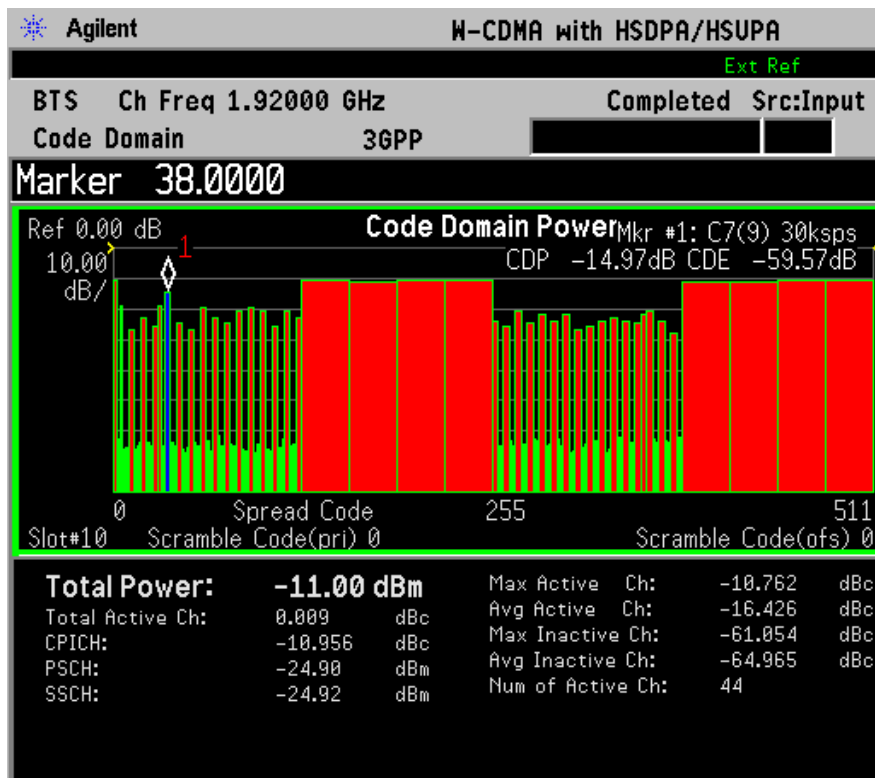 Agilent W-CDMA with HSDPA/HSUPA
Ext Ref
BTS Ch Freq 1.92000 GHz Completed Src:Input
Code Domain 3GPP
Marker 38.0000
Ref 0.00 dB Code Domain Power Mkr #1: C7(9) 30ksps
1
10.00 CDP -14.97dB CDE -59.57dB
dB/
0 Spread Code 255 511
Slot#10 Scramble Code(pri) 0 Scramble Code(ofs) 0
Total Power: -11.00 dBm Max Active Ch: -10.762 dBc
Total Active Ch: 0.009 dBc Avg Active Ch: -16.426 dBc
CPICH: -10.956 dBc Max Inactive Ch: -61.054 dBc
PSCH: -24.90 dBm Avg Inactive Ch: -64.965 dBc
SSCH: -24.92 dBm Num of Active Ch: 44